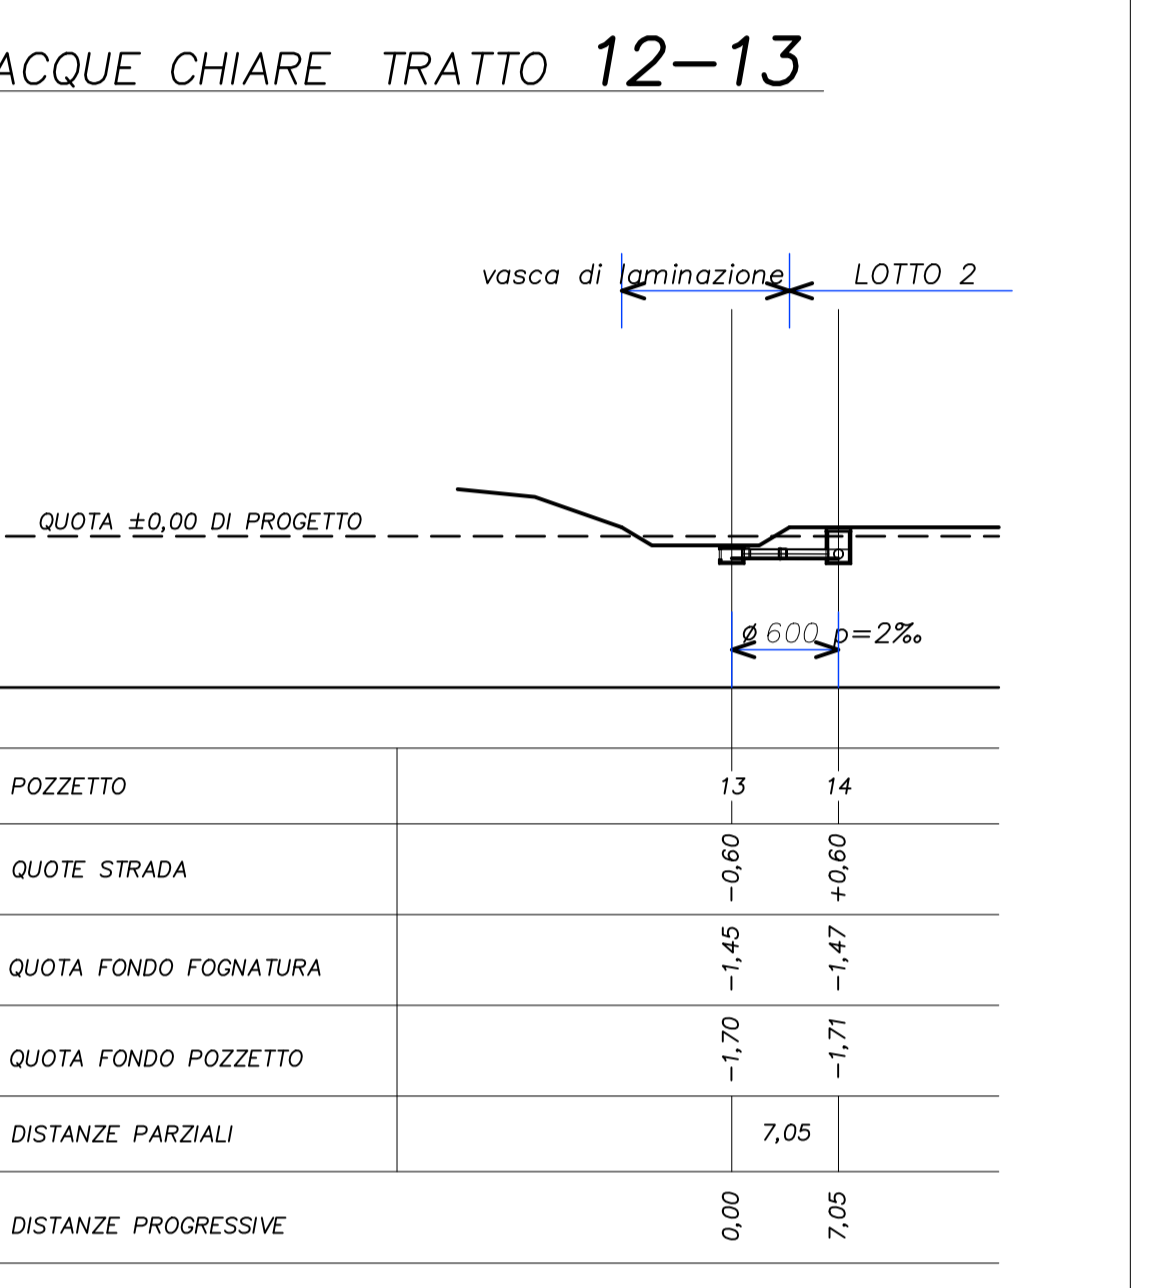 ACQUE CHIARE TRATTO 12-13
vasca di laminazione LOTTO 2
QUOTA ±0,00 DI PROGETTO
ø 600 p=2‰
POZZETTO 13 14
QUOTE STRADA -0,60 +0,60
QUOTA FONDO FOGNATURA -1,45 -1,47
QUOTA FONDO POZZETTO -1,70 -1,71
DISTANZE PARZIALI 7,05
DISTANZE PROGRESSIVE 0,00 7,05